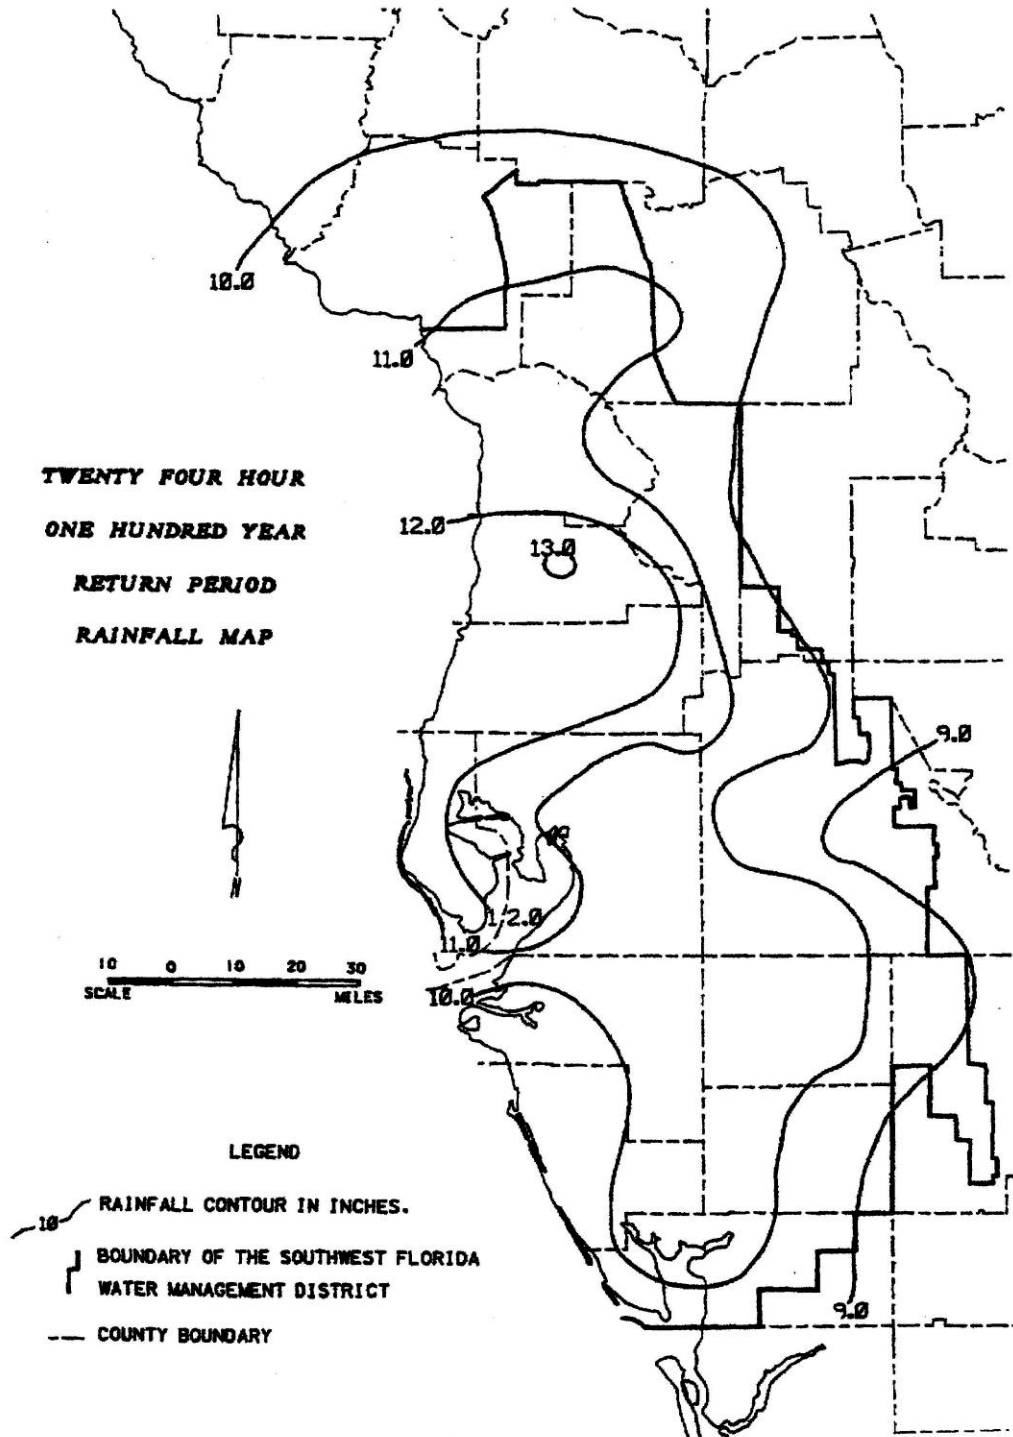 10.0
11.0
TWENTY FOUR HOUR
ONE HUNDRED YEAR
RETURN PERIOD
RAINFALL MAP
12.0
13.0
9.0
N
12.0
11.0
10.0
10 0 10 20 30
SCALE MILES
LEGEND
10 RAINFALL CONTOUR IN INCHES.
BOUNDARY OF THE SOUTHWEST FLORIDA
WATER MANAGEMENT DISTRICT
COUNTY BOUNDARY
9.0